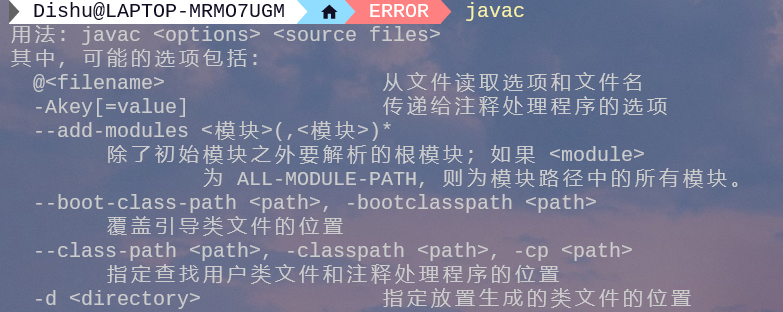 Dishu@LAPTOP-MRMO7UGM ERROR javac
用法: javac <options> <source files>
其中, 可能的选项包括:
@<filename> 从文件读取选项和文件名
-Akey[=value] 传递给注释处理程序的选项
--add-modules <模块>(,<模块>)*
除了初始模块之外要解析的根模块; 如果 <module>
为 ALL-MODULE-PATH, 则为模块路径中的所有模块。
--boot-class-path <path>, -bootclasspath <path>
覆盖引导类文件的位置
--class-path <path>, -classpath <path>, -cp <path>
指定查找用户类文件和注释处理程序的位置
-d <directory> 指定放置生成的类文件的位置